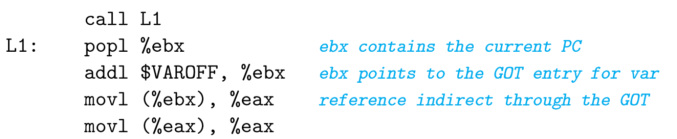 call L1
L1: popl %ebx ebx contains the current PC
addl $VAROFF, %ebx ebx points to the GOT entry for var
movl (%ebx), %eax reference indirect through the GOT
movl (%eax), %eax